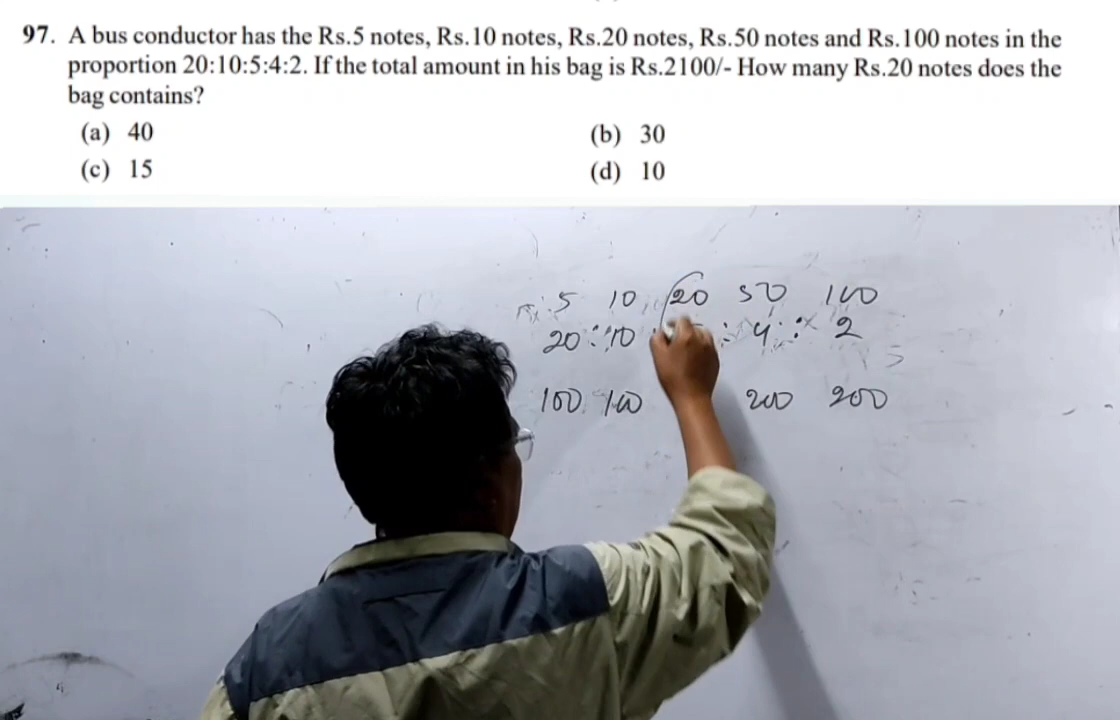 97. A bus conductor has the Rs.5 notes, Rs.10 notes, Rs.20 notes, Rs.50 notes and Rs.100 notes in the
proportion 20:10:5:4:2. If the total amount in his bag is Rs.2100/- How many Rs.20 notes does the
bag contains?
(a) 40 (b) 30
(c) 15 (d) 10
5 10 20 50 100
20 : 10 : 4 : 2
100 100 200 200